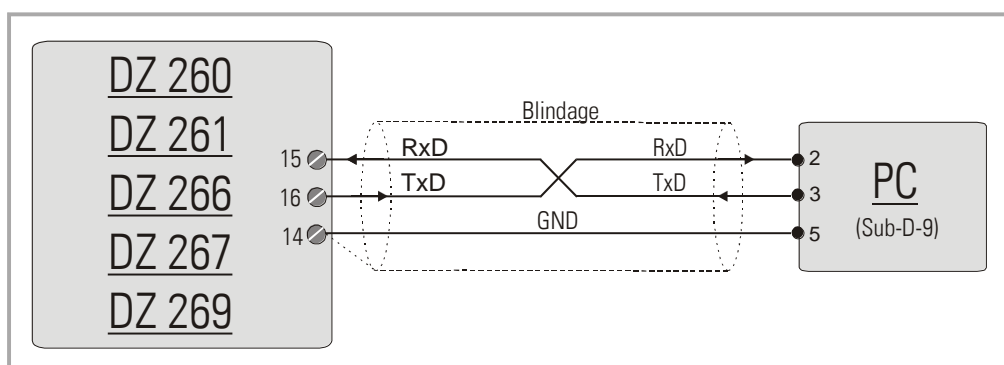 DZ 260
DZ 261
DZ 266
DZ 267
DZ 269
Blindage
15 RxD RxD 2
16 TxD TxD 3
14 GND 5
PC
(Sub-D-9)